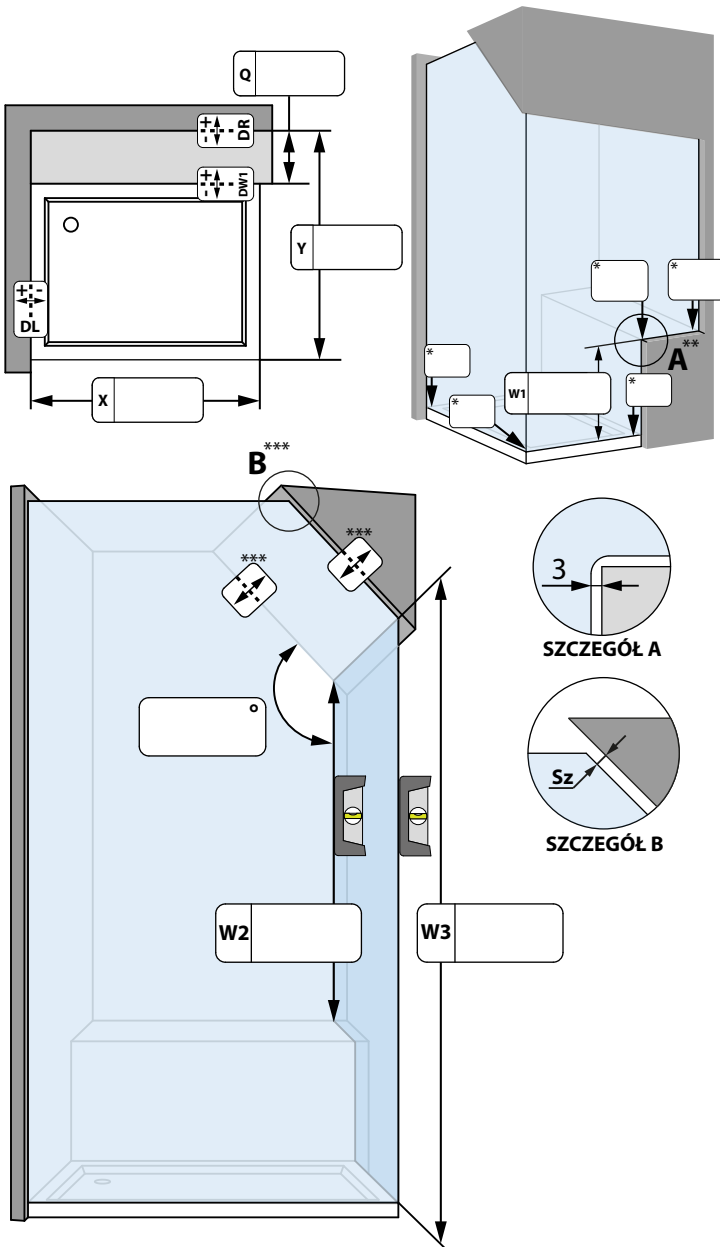 Q
+
-
DR
+
-
DW1
Y
+ -
DL
X
*
*
A**
*
W1
*
*
B***
***
***
3
SZCZEGÓŁ A
°
Sz
SZCZEGÓŁ B
W2
W3